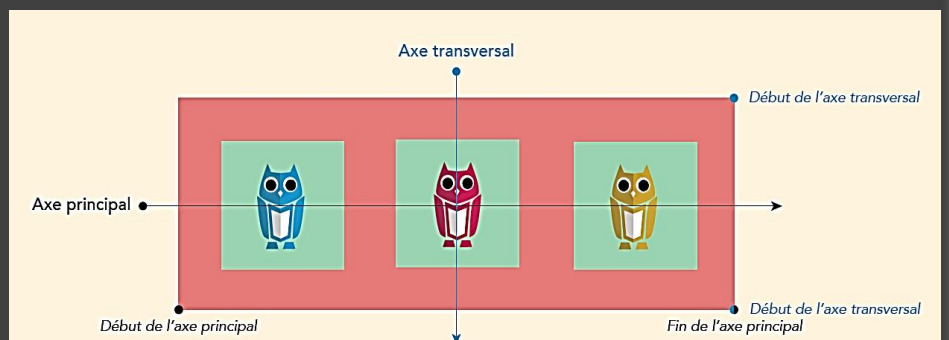 Axe transversal
Début de l'axe transversal
Axe principal
Début de l'axe transversal
Début de l'axe principal
Fin de l'axe principal